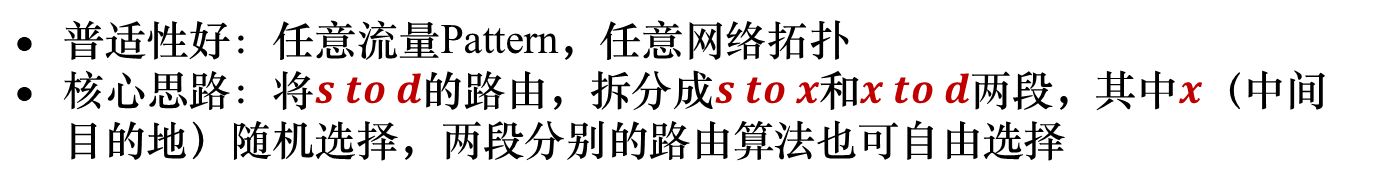 • 普适性好：任意流量Pattern，任意网络拓扑
• 核心思路：将s to d的路由，拆分成s to x和x to d两段，其中x（中间
目的地）随机选择，两段分别的路由算法也可自由选择